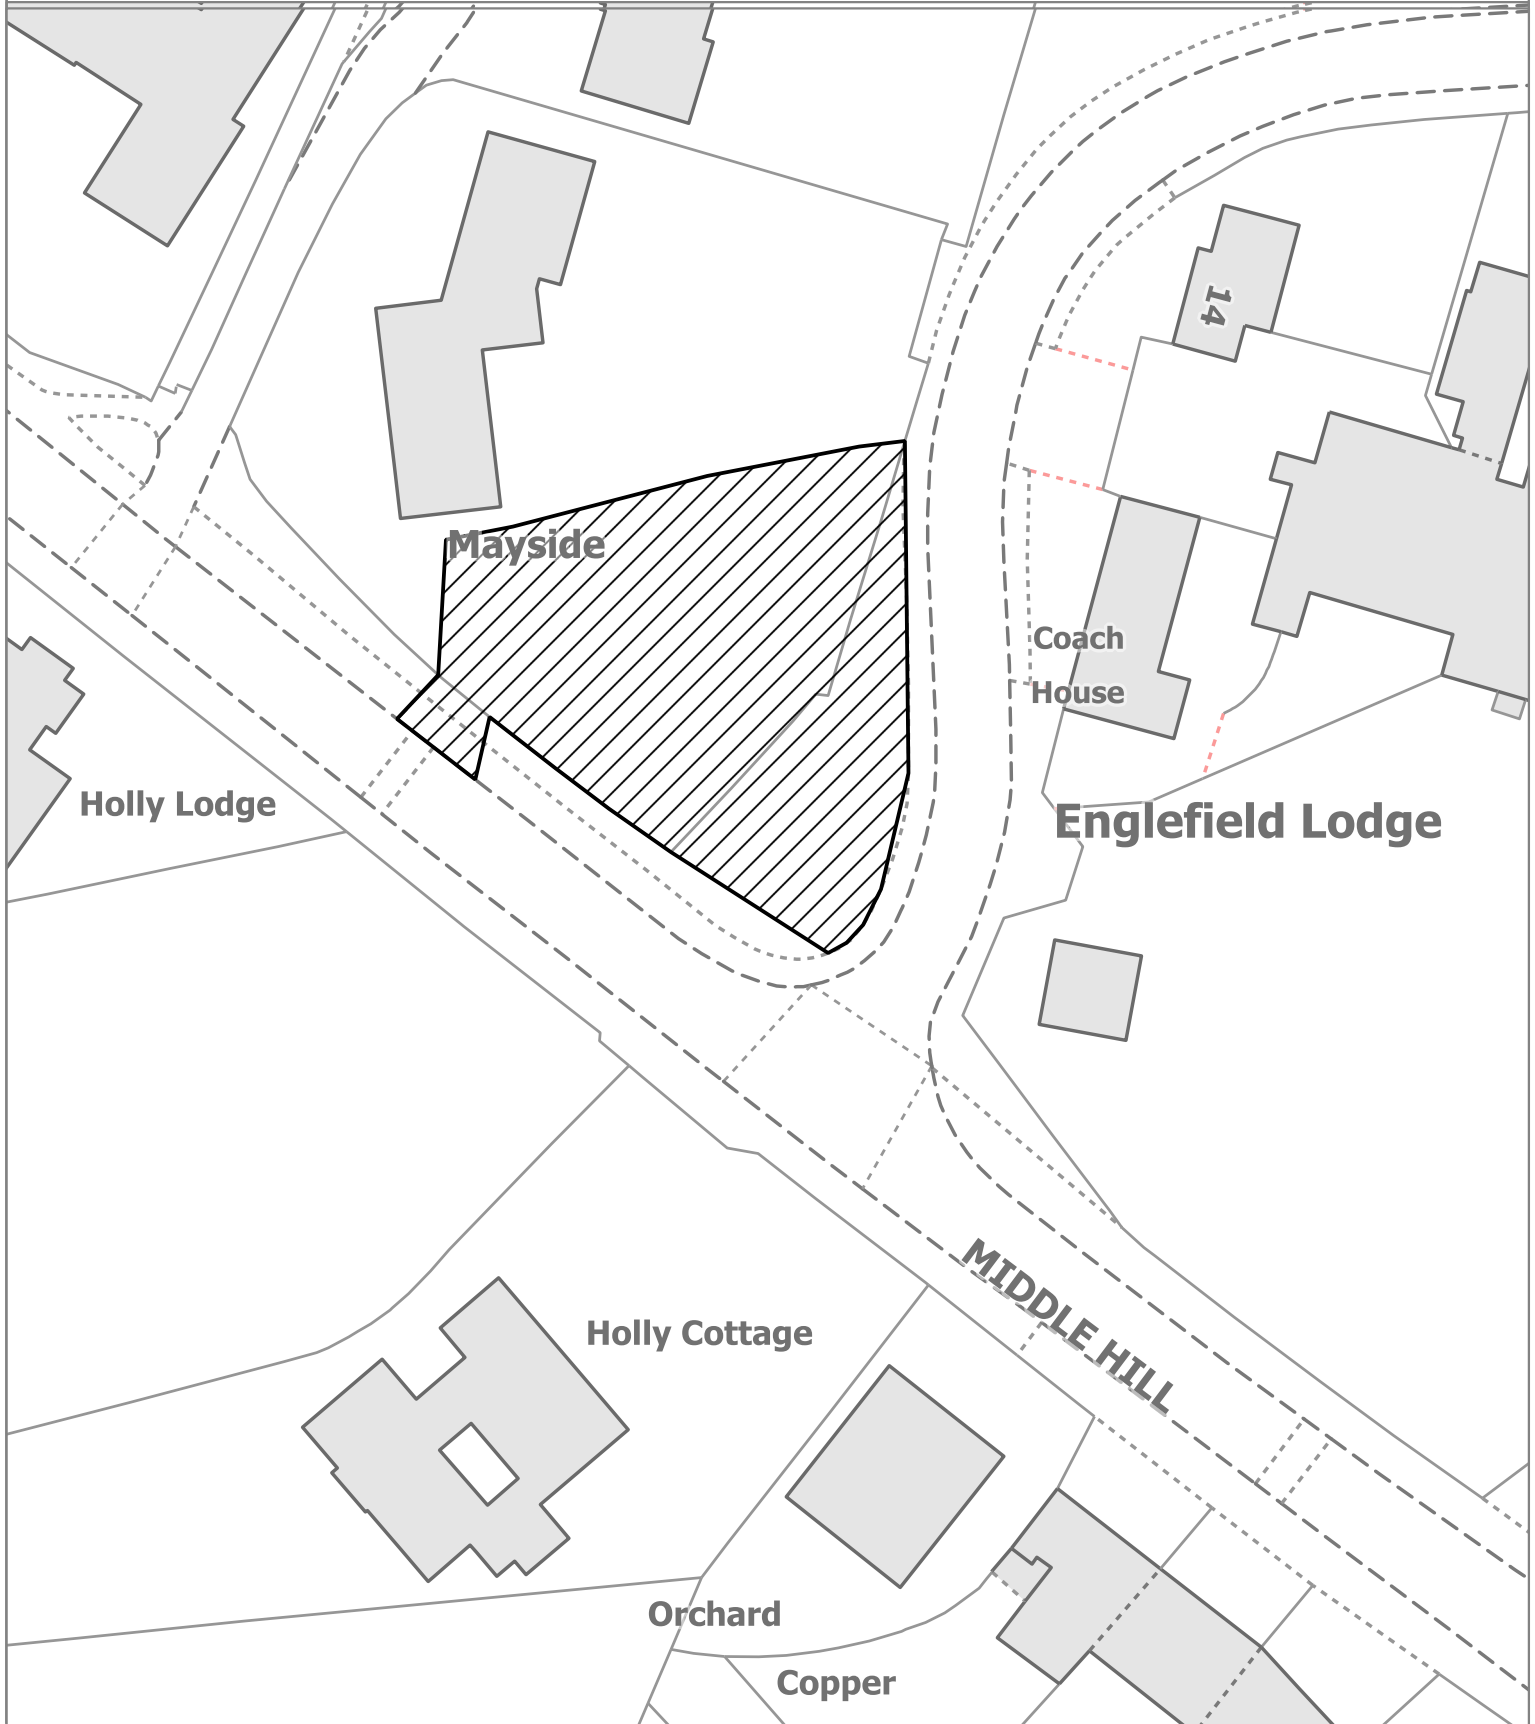 14
Mayside
Coach
House
Holly Lodge
Englefield Lodge
MIDDLE HILL
Holly Cottage
Orchard
Copper